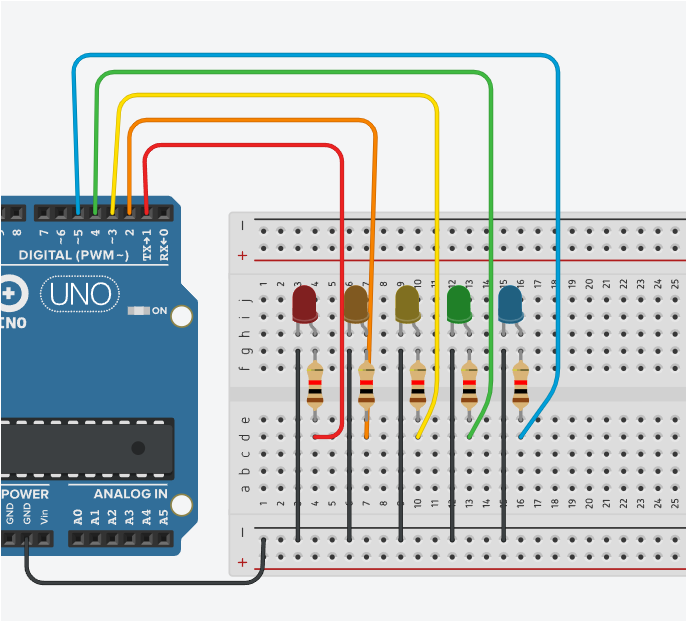 8 7 ~6 ~5 4 ~3 2 TX→1 RX←0
DIGITAL (PWM~)
UNO
ON
POWER
ANALOG IN
GND GND Vin A0 A1 A2 A3 A4 A5
−
+
1 2 3 4 5 6 7 8 9 10 11 12 13 14 15 16 17 18 19 20 21 22 23 24 25
j
i
h
g
f
e
d
c
b
a
1 2 3 4 5 6 7 8 9 10 11 12 13 14 15 16 17 18 19 20 21 22 23 24 25
−
+